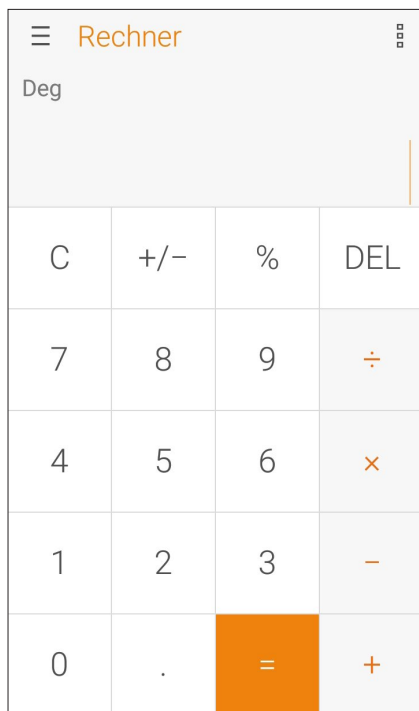 Rechner
Deg
C +/− % DEL
7 8 9 ÷
4 5 6 ×
1 2 3 −
0 . = +